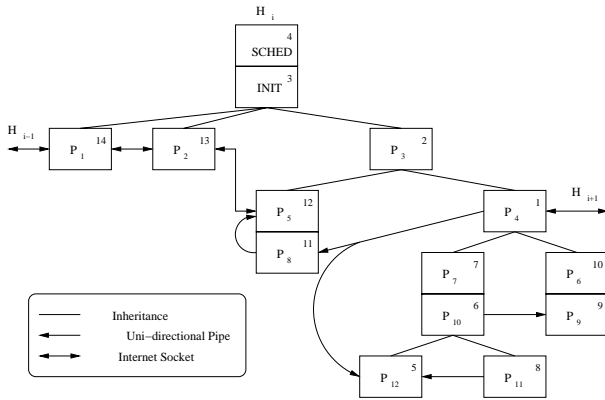 H i
4
SCHED
3
INIT
H i−1
14
P 1
13
P 2
2
P 3
12
P 5
1
P 4
H i+1
11
P 8
7
P 7
10
P 6
6
P 10
9
P 9
5
P 12
8
P 11
Inheritance
Uni−directional Pipe
Internet Socket